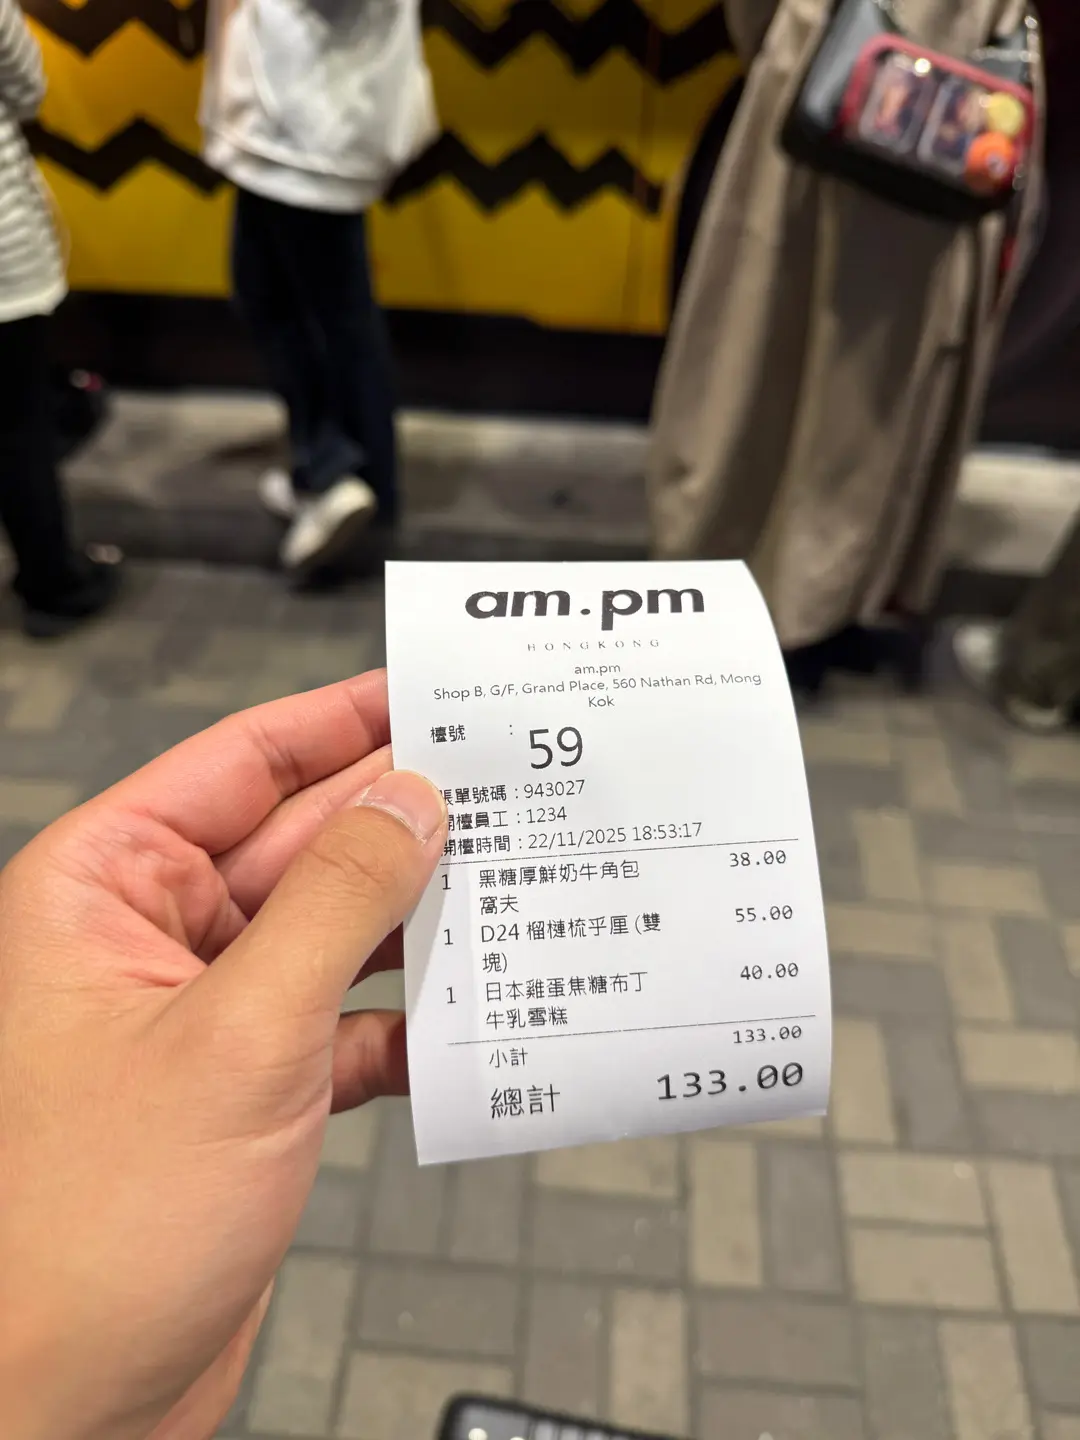 am.pm
HONGKONG
am.pm
Shop B, G/F, Grand Place, 560 Nathan Rd, Mong
Kok
檯號 : 59
賬單號碼 : 943027
開檯員工 : 1234
開檯時間 : 22/11/2025 18:53:17
1 黑糖厚鮮奶牛角包 38.00
窩夫
1 D24 榴槤梳乎厘 (雙 55.00
塊)
1 日本雞蛋焦糖布丁 40.00
牛乳雪糕
小計 133.00
總計 133.00